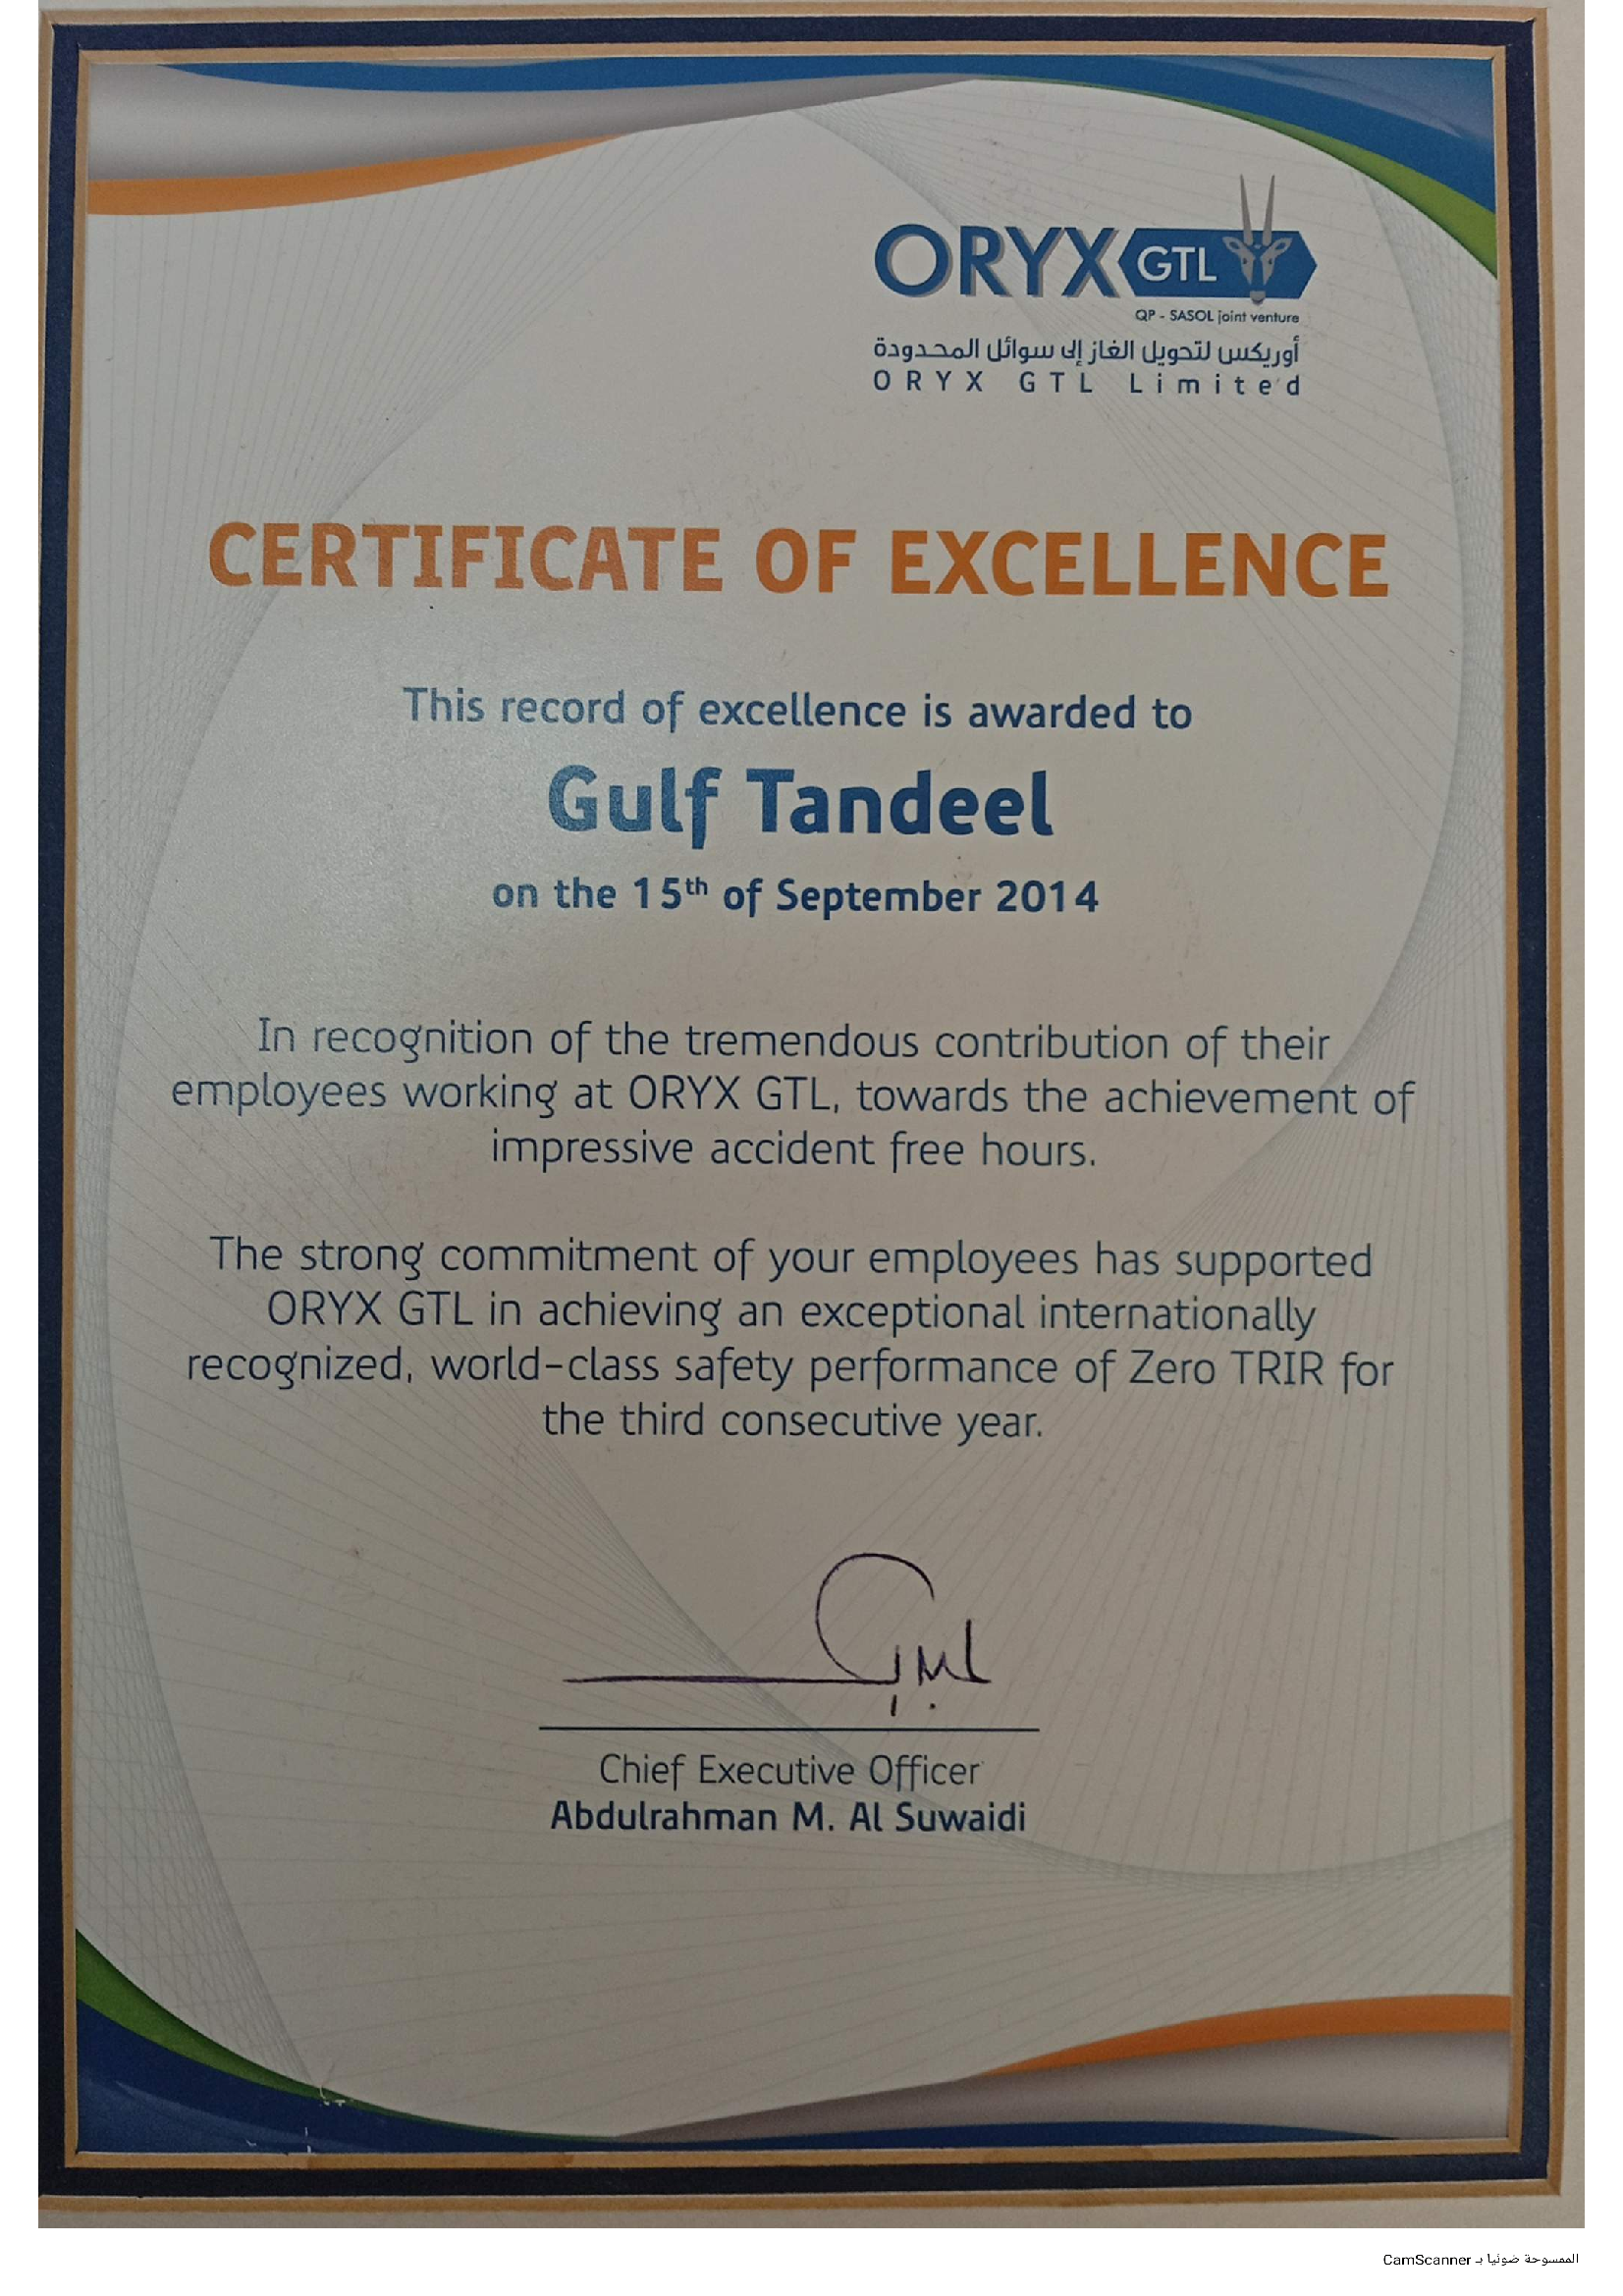 ORYX GTL
QP - SASOL joint venture
أوريكس لتحويل الغاز إلى سوائل المحدودة
ORYX GTL Limited
CERTIFICATE OF EXCELLENCE
This record of excellence is awarded to
Gulf Tandeel
on the 15th of September 2014
In recognition of the tremendous contribution of their
employees working at ORYX GTL, towards the achievement of
impressive accident free hours.
The strong commitment of your employees has supported
ORYX GTL in achieving an exceptional internationally
recognized, world-class safety performance of Zero TRIR for
the third consecutive year.
Chief Executive Officer
Abdulrahman M. Al Suwaidi
الممسوحة ضوئيا بـ CamScanner